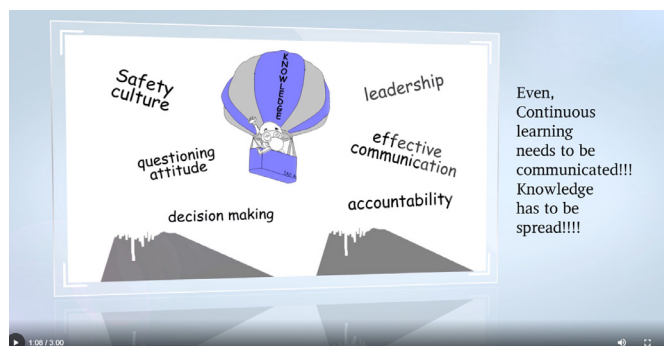 Safety
culture
KNOWLEDGE
leadership
questioning
attitude
effective
communication
decision making
accountability
Even,
Continuous
learning
needs to be
communicated!!!
Knowledge
has to be
spread!!!!
1:08 / 3:00